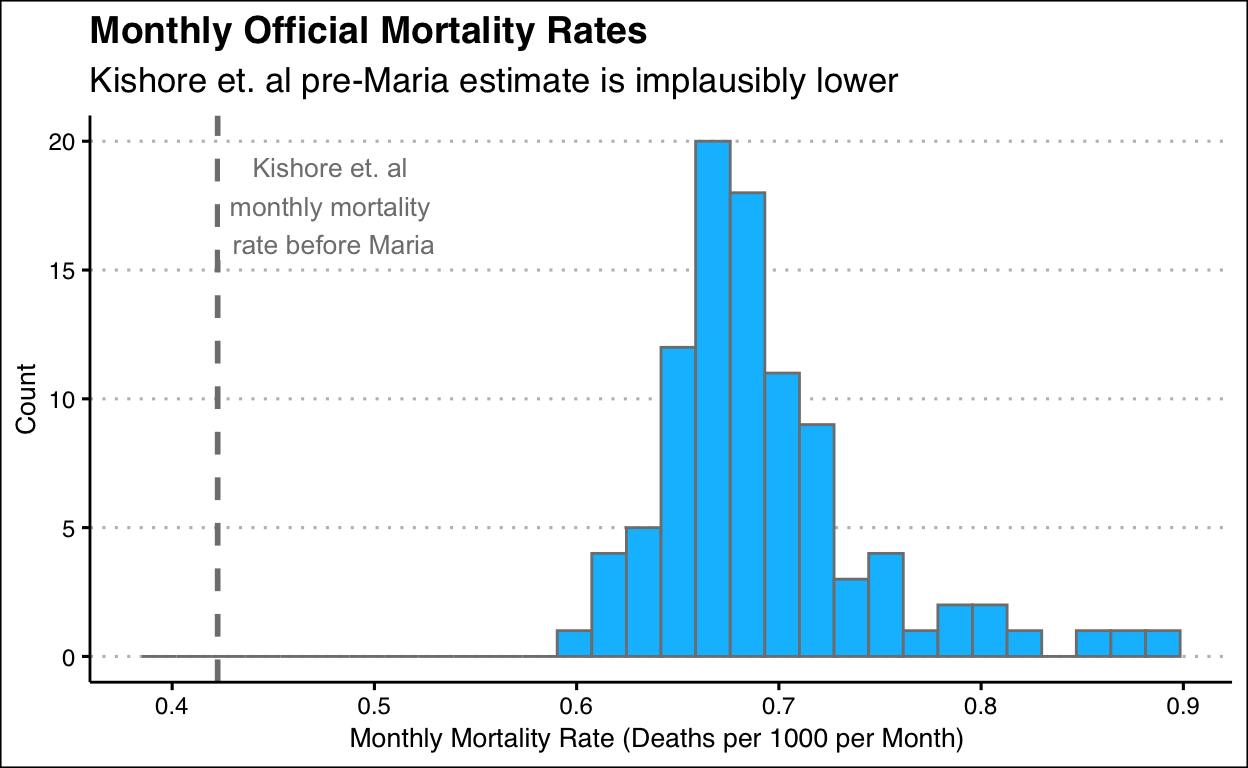 Monthly Official Mortality Rates
Kishore et. al pre-Maria estimate is implausibly lower
Kishore et. al
monthly mortality
rate before Maria
20
15
10
5
0
Count
0.4
0.5
0.6
0.7
0.8
0.9
Monthly Mortality Rate (Deaths per 1000 per Month)